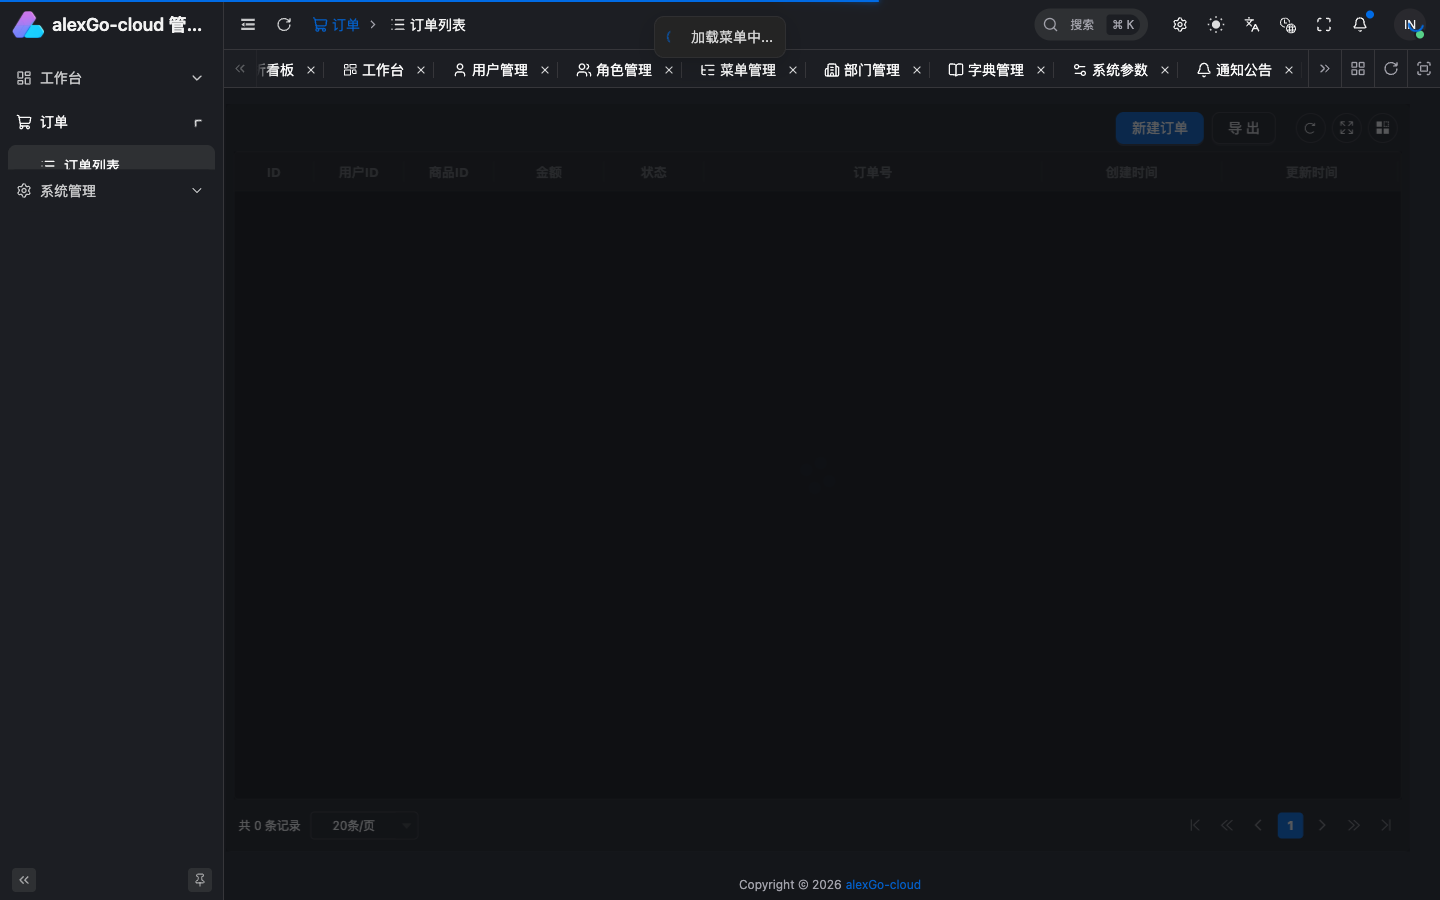 alexGo-cloud 管...
订单
订单列表
加载菜单中...
搜索
⌘ K
IN
看板
工作台
用户管理
角色管理
菜单管理
部门管理
字典管理
系统参数
通知公告
工作台
订单
订单列表
系统管理
新建订单
导 出
ID
用户ID
商品ID
金额
状态
订单号
创建时间
更新时间
共 0 条记录
20条/页
1
Copyright © 2026 alexGo-cloud